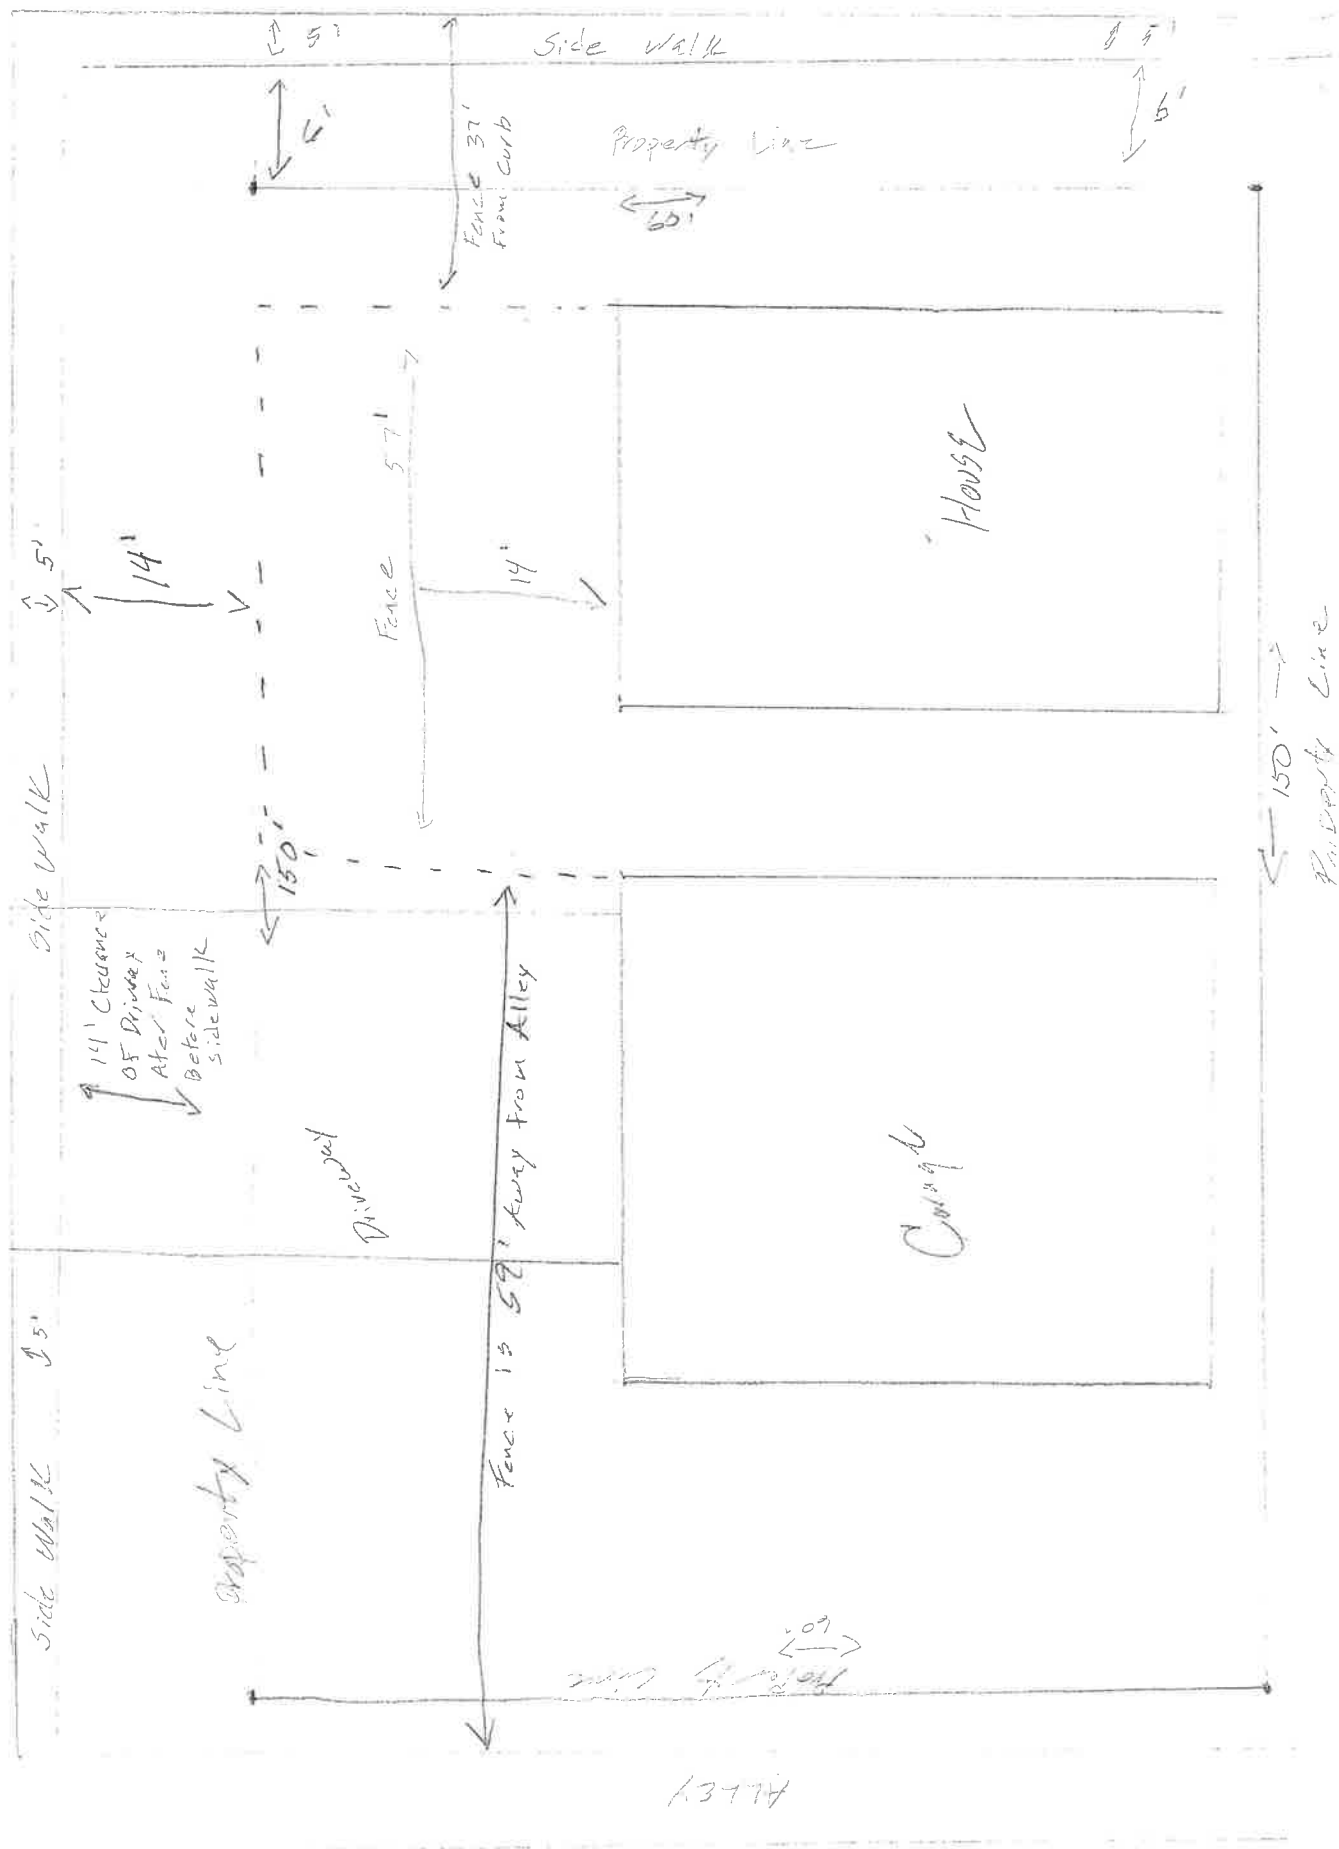 5'
Side walk
5'
6'
6'
Fence 37'
From Curb
Property Line
60'
5'
14'
Fence 57'
14'
House
Side walk
150'
150'
Property Line
14' Clearance
OF Driveway
After Fence
Before
Sidewalk
Driveway
Fence is 59' Away From Alley
Side Walk 5'
Property Line
60'
Property Line
ALLEY